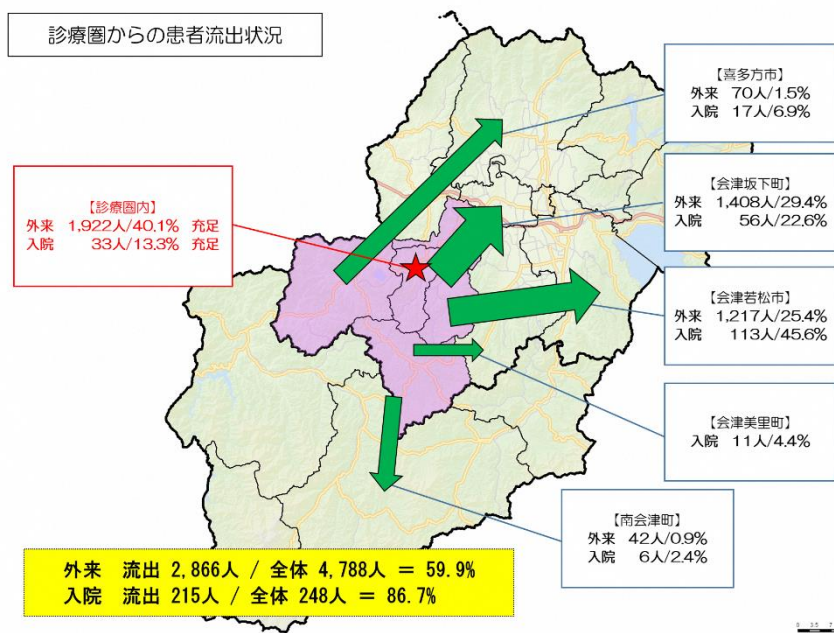 診療圏からの患者流出状況
【喜多方市】
外来 70人/1.5%
入院 17人/6.9%
【診療圏内】
外来 1,922人/40.1% 充足
入院 33人/13.3% 充足
【会津坂下町】
外来 1,408人/29.4%
入院 56人/22.6%
【会津若松市】
外来 1,217人/25.4%
入院 113人/45.6%
【会津美里町】
入院 11人/4.4%
【南会津町】
外来 42人/0.9%
入院 6人/2.4%
外来 流出 2,866人 / 全体 4,788人 = 59.9%
入院 流出 215人 / 全体 248人 = 86.7%